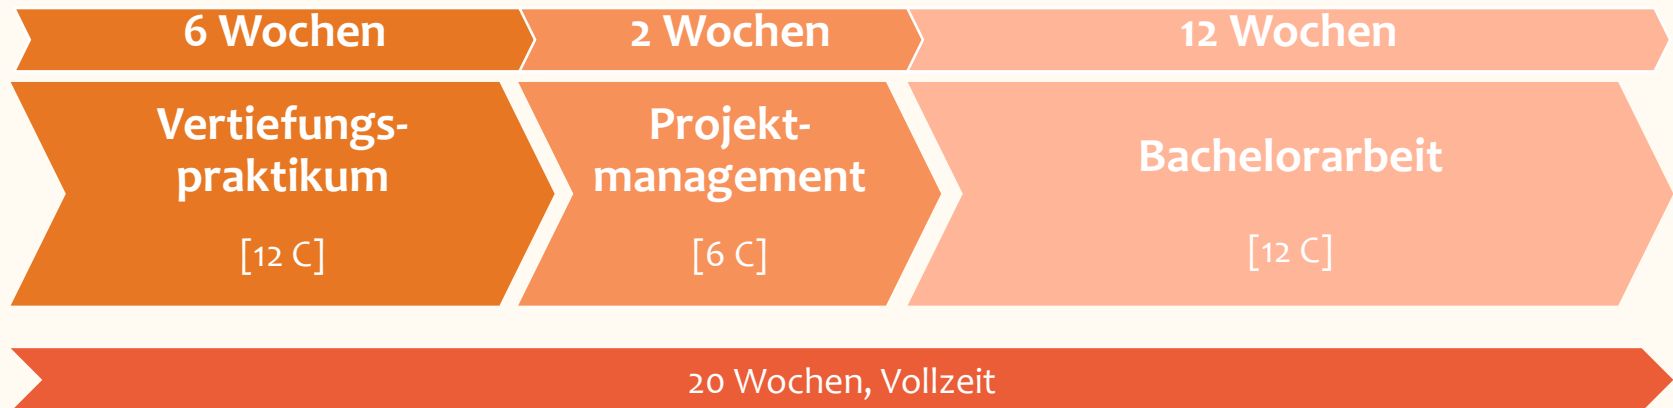 6 Wochen
2 Wochen
12 Wochen
Vertiefungs-
praktikum
[12 C]
Projekt-
management
[6 C]
Bachelorarbeit
[12 C]
20 Wochen, Vollzeit